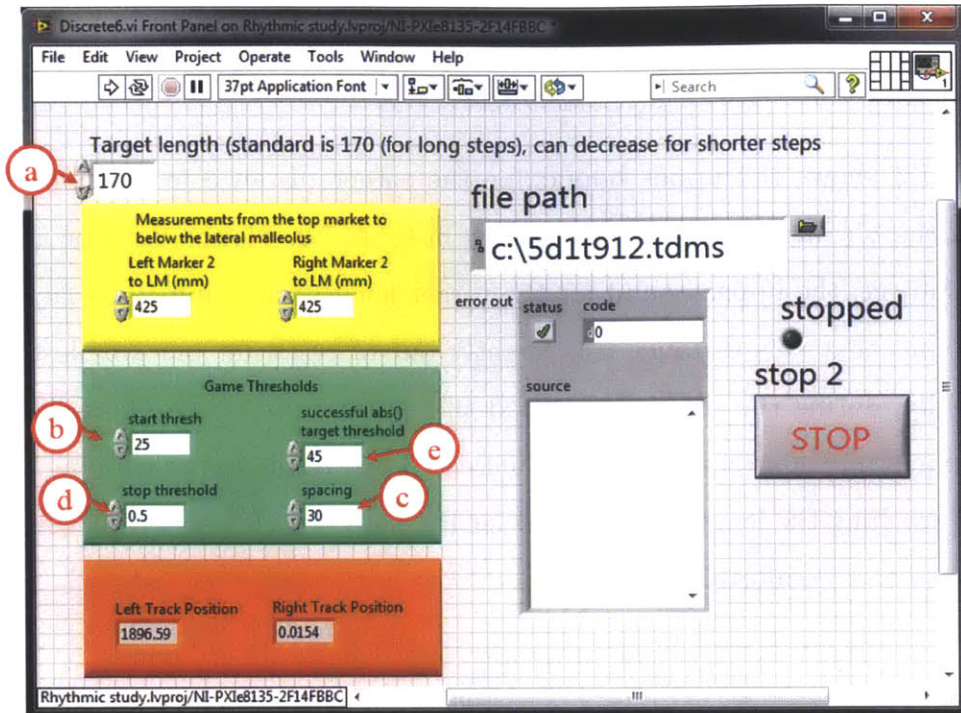 Discrete6.vi Front Panel on Rhythmic study.lvproj/NI-PXIe8135-2F14FBBC *
File Edit View Project Operate Tools Window Help
37pt Application Font
Search
1
Target length (standard is 170 (for long steps), can decrease for shorter steps
a
170
file path
c:\5d1t912.tdms
Measurements from the top market to
below the lateral malleolus
Left Marker 2
to LM (mm)
Right Marker 2
to LM (mm)
425
425
error out
status
code
0
source
stopped
stop 2
STOP
Game Thresholds
b
start thresh
25
successful abs()
target threshold
45
e
d
stop threshold
0.5
spacing
30
c
Left Track Position
1896.59
Right Track Position
0.0154
Rhythmic study.lvproj/NI-PXIe8135-2F14FBBC